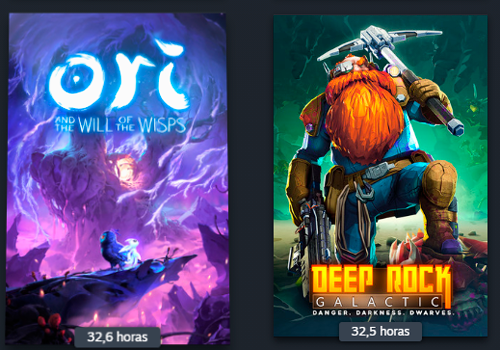 ori
AND THE WILL OF THE WISPS
32,6 horas
DEEP ROCK
GALACTIC
DANGER. DARKNESS. DWARVES.
32,5 horas